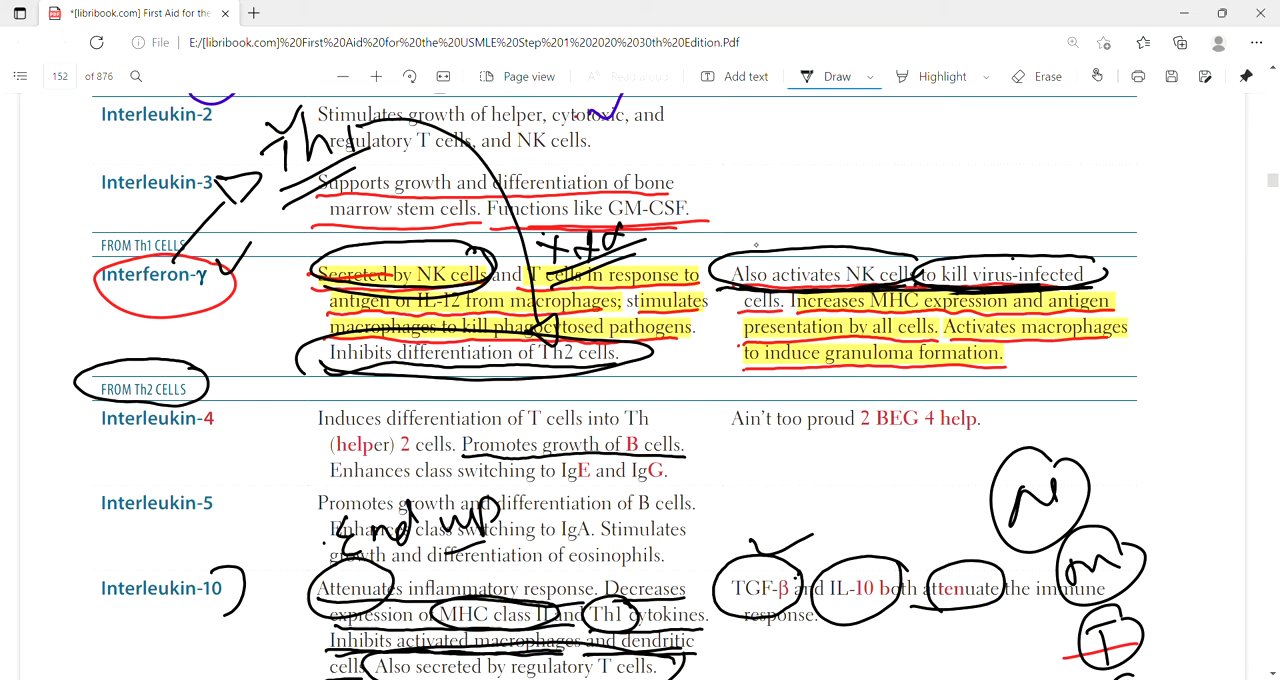 *[libribook.com] First Aid for the
File E:/[libribook.com]%20First%20Aid%20for%20the%20USMLE%20Step%201%202020%2030th%20Edition.Pdf
152 of 876 Page view Read aloud Add text Draw Highlight Erase
Interleukin-2 Stimulates growth of helper, cytotoxic, and
regulatory T cells, and NK cells.
Th1
Interleukin-3 Supports growth and differentiation of bone
marrow stem cells. Functions like GM-CSF.
FROM Th1 CELLS
Interferon-γ Secreted by NK cells and T cells in response to Also activates NK cells to kill virus-infected
antigen or IL-12 from macrophages; stimulates cells. Increases MHC expression and antigen
macrophages to kill phagocytosed pathogens. presentation by all cells. Activates macrophages
Inhibits differentiation of Th2 cells. to induce granuloma formation.
FROM Th2 CELLS
Interleukin-4 Induces differentiation of T cells into Th Ain't too proud 2 BEG 4 help.
(helper) 2 cells. Promotes growth of B cells.
Enhances class switching to IgE and IgG.
N
Interleukin-5 Promotes growth and differentiation of B cells.
End up
Enhances class switching to IgA. Stimulates
growth and differentiation of eosinophils.
M
Interleukin-10 Attenuates inflammatory response. Decreases TGF-β and IL-10 both attenuate the immune
expression of MHC class II and Th1 cytokines. response.
T
Inhibits activated macrophages and dendritic
cells. Also secreted by regulatory T cells.